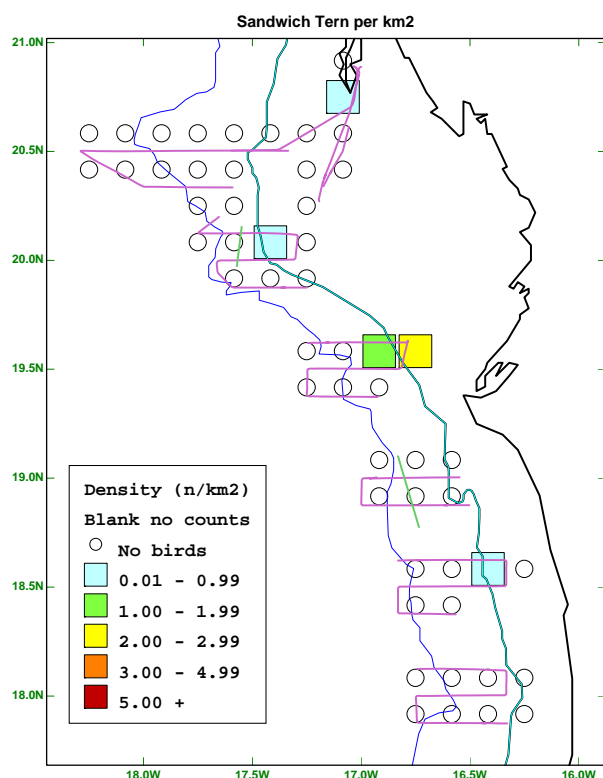 Sandwich Tern per km2
21.0N
20.5N
20.0N
19.5N
19.0N
18.5N
18.0N
Density (n/km2)
Blank no counts
No birds
0.01 - 0.99
1.00 - 1.99
2.00 - 2.99
3.00 - 4.99
5.00 +
18.0W 17.5W 17.0W 16.5W 16.0W